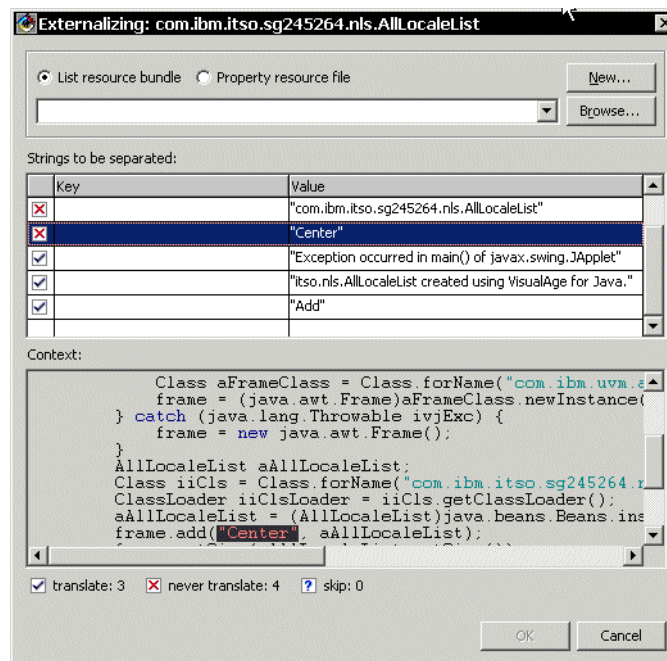 Externalizing: com.ibm.itso.sg245264.nls.AllLocaleList
List resource bundle Property resource file New...
Browse...
Strings to be separated:
Key Value
"com.ibm.itso.sg245264.nls.AllLocaleList"
"Center"
"Exception occurred in main() of javax.swing.JApplet"
"itso.nls.AllLocaleList created using VisualAge for Java."
"Add"
Context:
Class aFrameClass = Class.forName("com.ibm.uvm.a
frame = (java.awt.Frame)aFrameClass.newInstance(
} catch (java.lang.Throwable ivjExc) {
frame = new java.awt.Frame();
}
AllLocaleList aAllLocaleList;
Class iiCls = Class.forName("com.ibm.itso.sg245264.r
ClassLoader iiClsLoader = iiCls.getClassLoader();
aAllLocaleList = (AllLocaleList)java.beans.Beans.ins
frame.add("Center", aAllLocaleList);
translate: 3 never translate: 4 ? skip: 0
OK Cancel